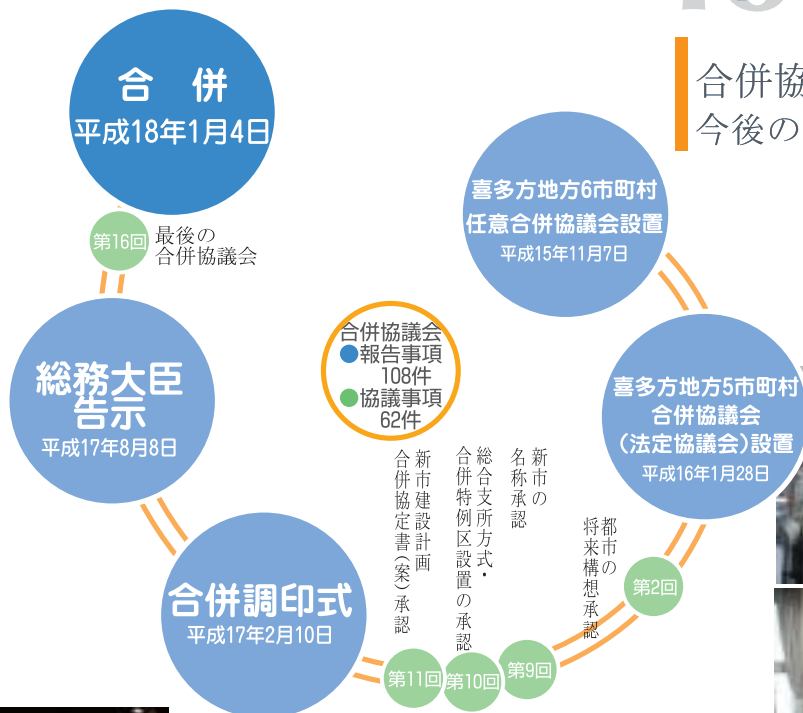 合併協
今後の
喜多方地方6市町村
任意合併協議会設置
平成15年11月7日
喜多方地方5市町村
合併協議会
(法定協議会)設置
平成16年1月28日
第2回
都市の
将来構想承認
第9回
新市の
名称承認
第10回
総合支所方式・
合併特例区設置の承認
第11回
新市建設計画
合併協定書(案)承認
合併調印式
平成17年2月10日
総務大臣
告示
平成17年8月8日
第16回
最後の
合併協議会
合 併
平成18年1月4日
合併協議会
●報告事項
108件
●協議事項
62件